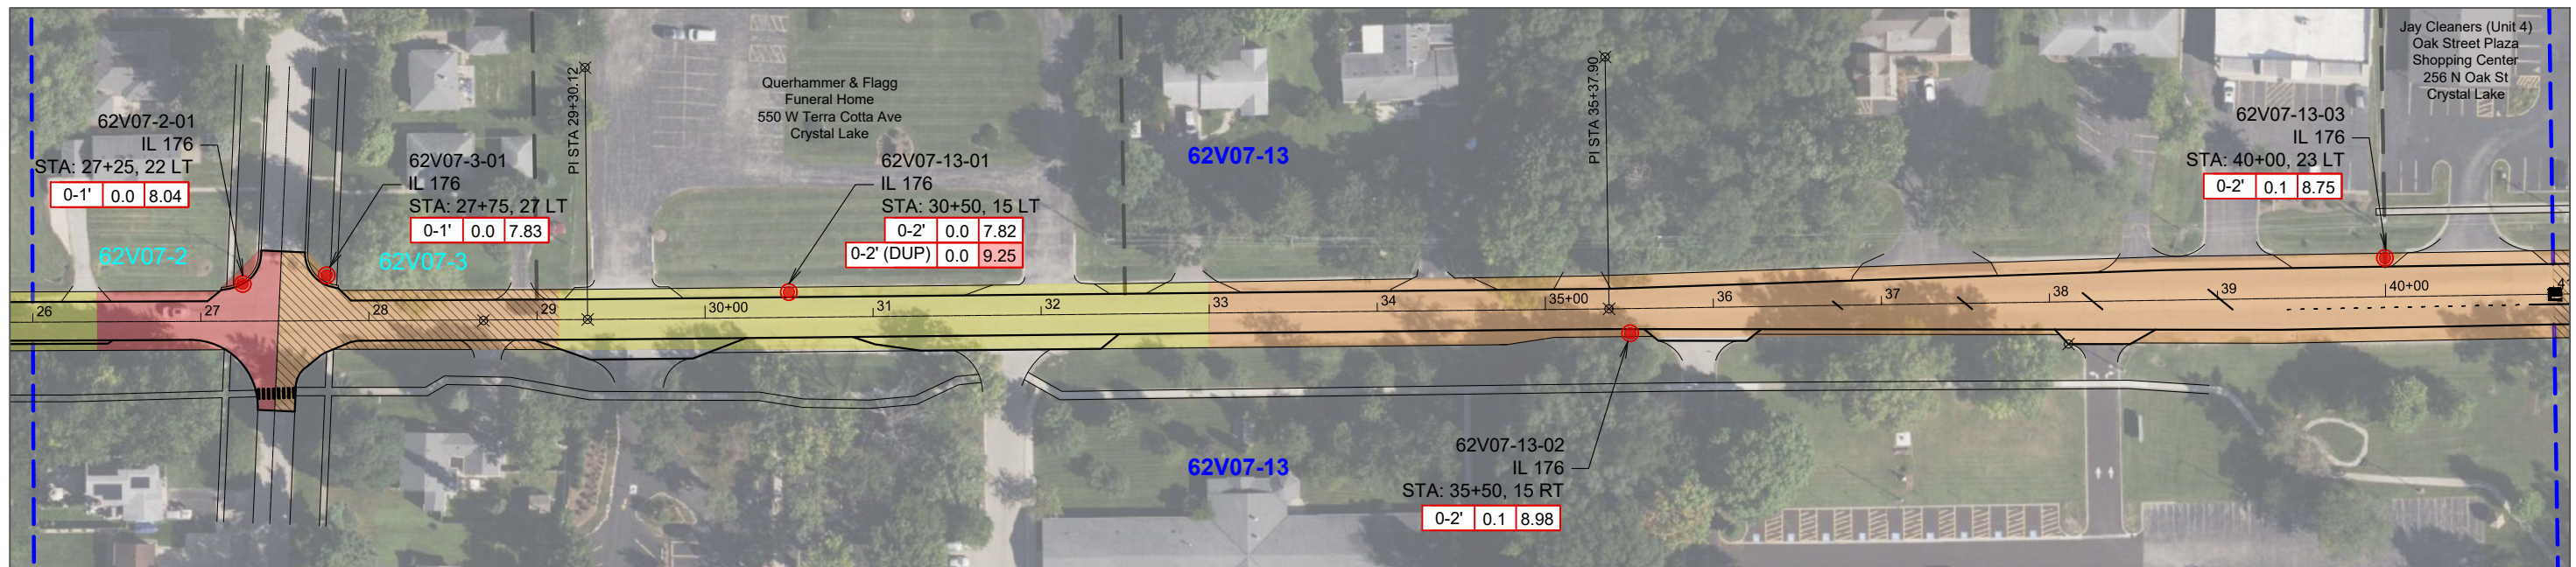 62V07-2-01
IL 176
STA: 27+25, 22 LT
0-1' 0.0 8.04
62V07-2
62V07-3-01
IL 176
STA: 27+75, 27 LT
0-1' 0.0 7.83
62V07-3
PI STA 29+30.12
Querhammer & Flagg
Funeral Home
550 W Terra Cotta Ave
Crystal Lake
62V07-13-01
IL 176
STA: 30+50, 15 LT
0-2' 0.0 7.82
0-2' (DUP) 0.0 9.25
62V07-13
PI STA 35+37.90
62V07-13-03
IL 176
STA: 40+00, 23 LT
0-2' 0.1 8.75
Jay Cleaners (Unit 4)
Oak Street Plaza
Shopping Center
256 N Oak St
Crystal Lake
26 27 28 29 30+00 31 32 33 34 35+00 36 37 38 39 40+00
62V07-13
62V07-13-02
IL 176
STA: 35+50, 15 RT
0-2' 0.1 8.98